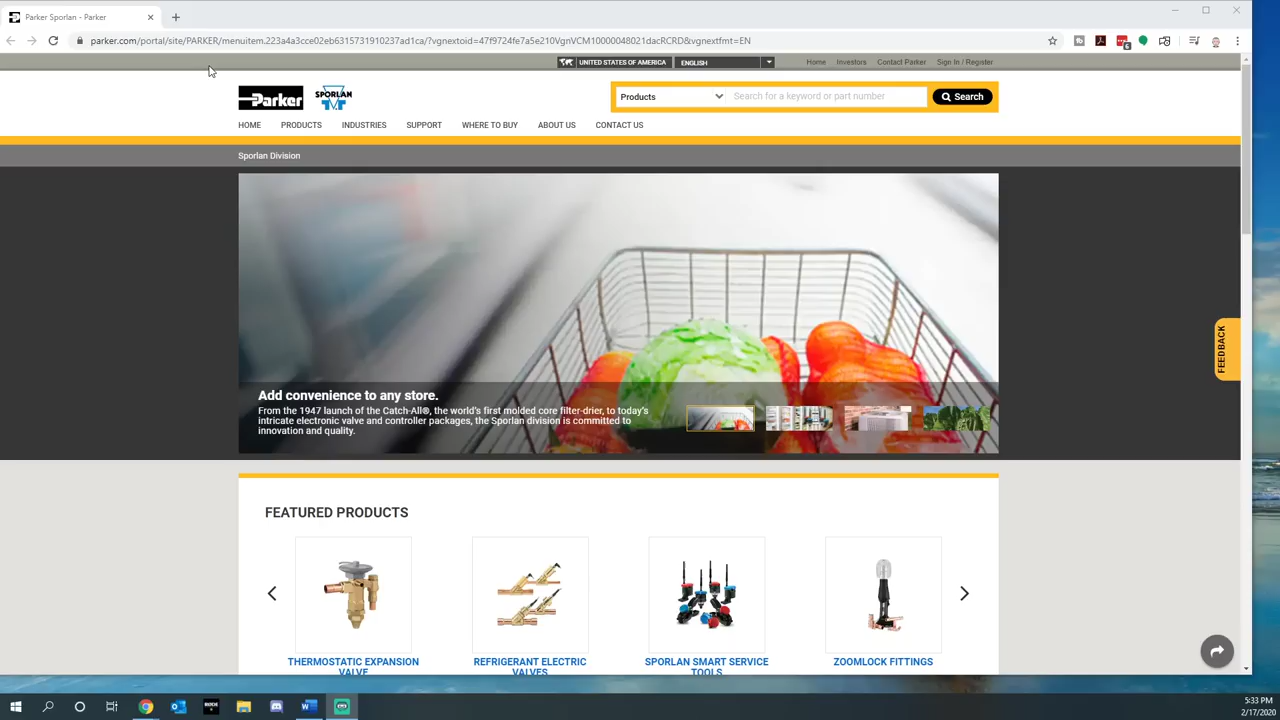 Parker Sporlan - Parker
parker.com/portal/site/PARKER/menuitem.223a4a3cce02eb6315731910237ad1ca/?vgnextoid=47f9724fe7a5e210VgnVCM10000048021dacRCRD&vgnextfmt=EN
6
UNITED STATES OF AMERICA ENGLISH Home Investors Contact Parker Sign In / Register
Parker SPORLAN
Products Search for a keyword or part number Search
HOME PRODUCTS INDUSTRIES SUPPORT WHERE TO BUY ABOUT US CONTACT US
Sporlan Division
FEEDBACK
Add convenience to any store.
From the 1947 launch of the Catch-All®, the world's first molded core filter-drier, to today's
intricate electronic valve and controller packages, the Sporlan division is committed to
innovation and quality.
FEATURED PRODUCTS
THERMOSTATIC EXPANSION
VALVE
REFRIGERANT ELECTRIC
VALVES
SPORLAN SMART SERVICE
TOOLS
ZOOMLOCK FITTINGS
5:33 PM
2/17/2020